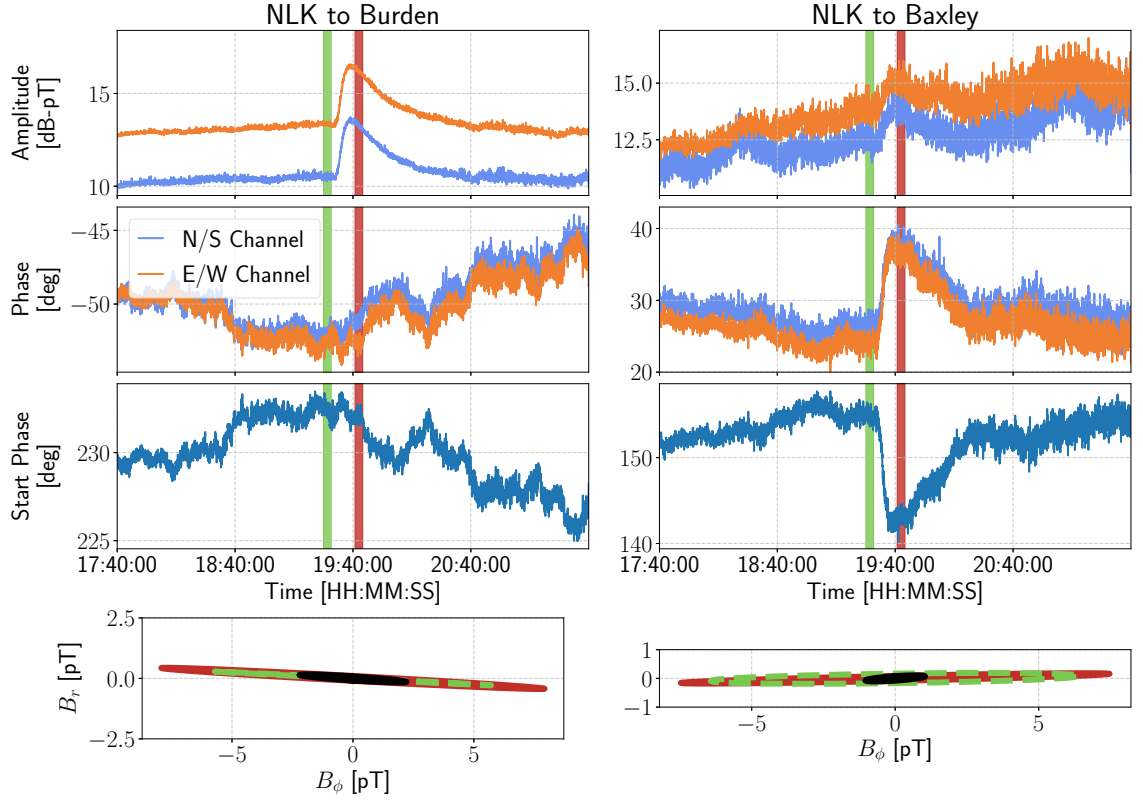 NLK to Burden
NLK to Baxley
Amplitude
[dB-pT]
15
10
15.0
12.5
Phase
[deg]
−45
−50
N/S Channel
E/W Channel
40
30
20
Start Phase
[deg]
230
225
150
140
17:40:00 18:40:00 19:40:00 20:40:00
Time [HH:MM:SS]
17:40:00 18:40:00 19:40:00 20:40:00
Time [HH:MM:SS]
B_r [pT]
2.5
0.0
−2.5
−5 0 5
B_ϕ [pT]
1
0
−1
−5 0 5
B_ϕ [pT]